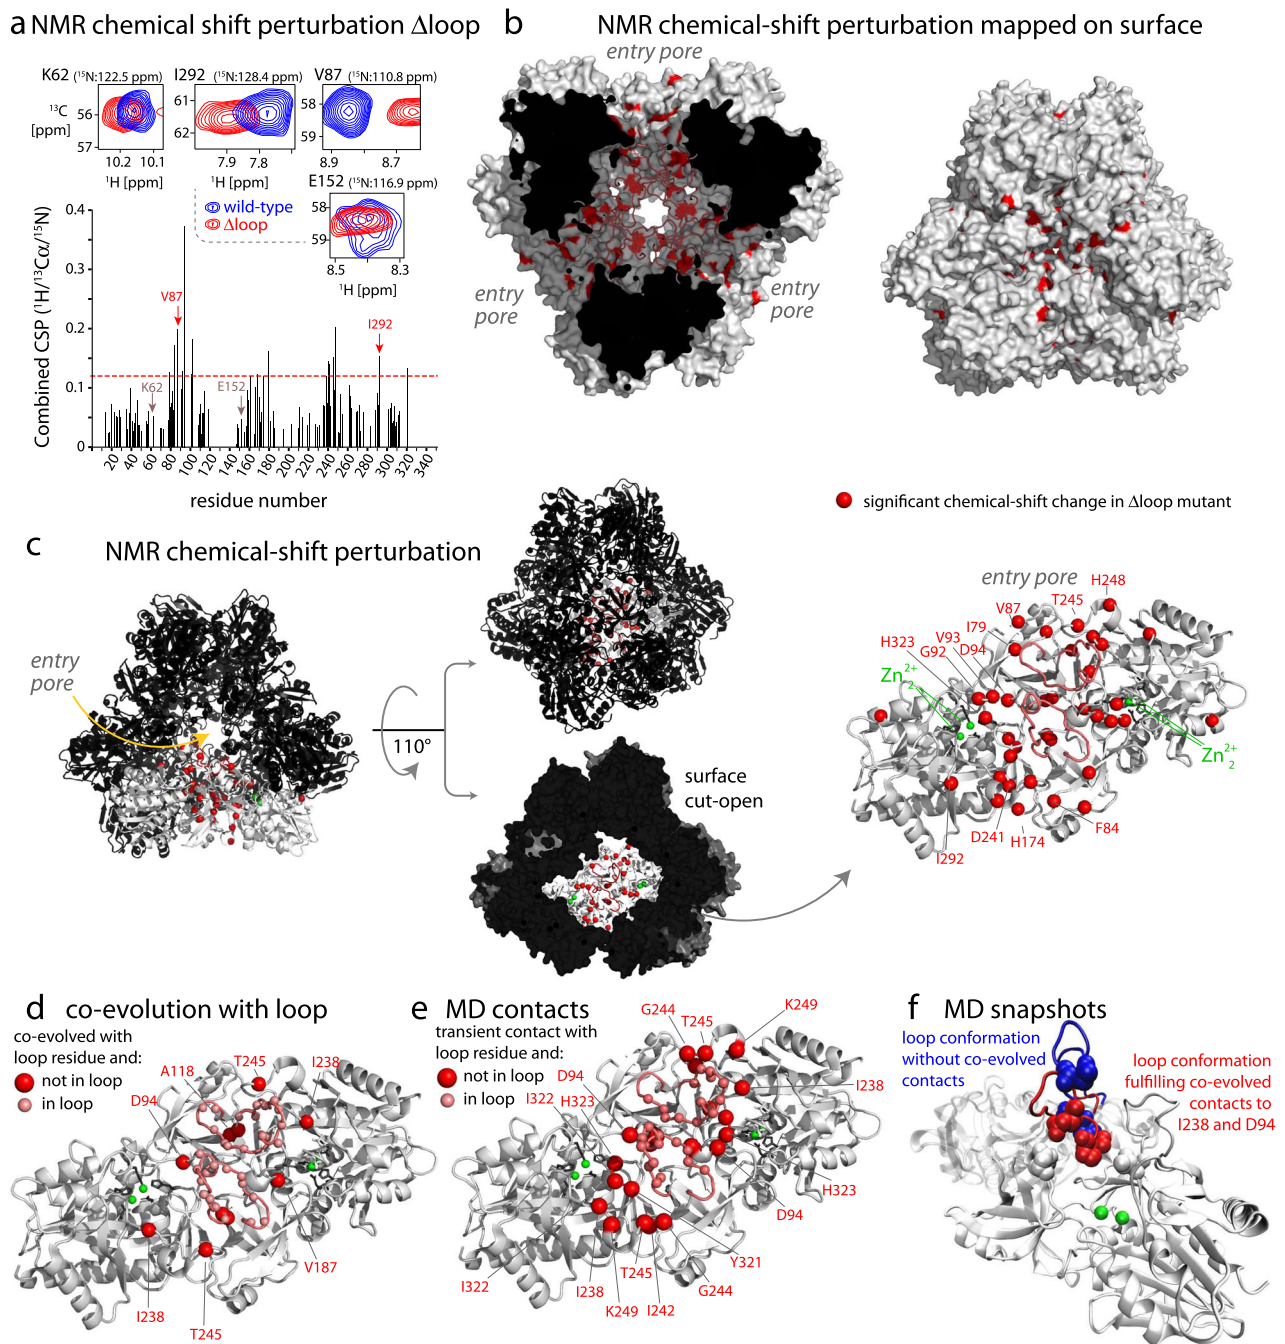 a NMR chemical shift perturbation Δloop
K62 (¹⁵N:122.5 ppm)
I292 (¹⁵N:128.4 ppm)
V87 (¹⁵N:110.8 ppm)
¹³C
[ppm]
56
57
61
62
58
59
10.2 10.1
7.9 7.8
8.9 8.7
¹H [ppm]
¹H [ppm]
E152 (¹⁵N:116.9 ppm)
wild-type
Δloop
58
59
8.5 8.3
¹H [ppm]
Combined CSP (¹H/¹³Cα/¹⁵N)
0.4
0.3
0.2
0.1
0
V87
I292
K62
E152
20 40 60 80 100 120 140 160 180 200 220 240 260 280 300 320 340
residue number
b NMR chemical-shift perturbation mapped on surface
entry pore
entry
pore
entry
pore
c NMR chemical-shift perturbation
entry
pore
110°
surface
cut-open
significant chemical-shift change in Δloop mutant
entry pore
H248
T245
V87
I79
V93
H323
G92
D94
Zn²⁺₂
Zn²⁺₂
F84
D241
H174
I292
d co-evolution with loop
co-evolved with
loop residue and:
not in loop
in loop
A118
T245
I238
D94
V187
I238
T245
e MD contacts
transient contact with
loop residue and:
not in loop
in loop
G244
T245
K249
D94
I322
H323
I238
H323
D94
Y321
G244
I242
T245
K249
I238
I322
f MD snapshots
loop conformation
without co-evolved
contacts
loop conformation
fulfilling co-evolved
contacts to
I238 and D94